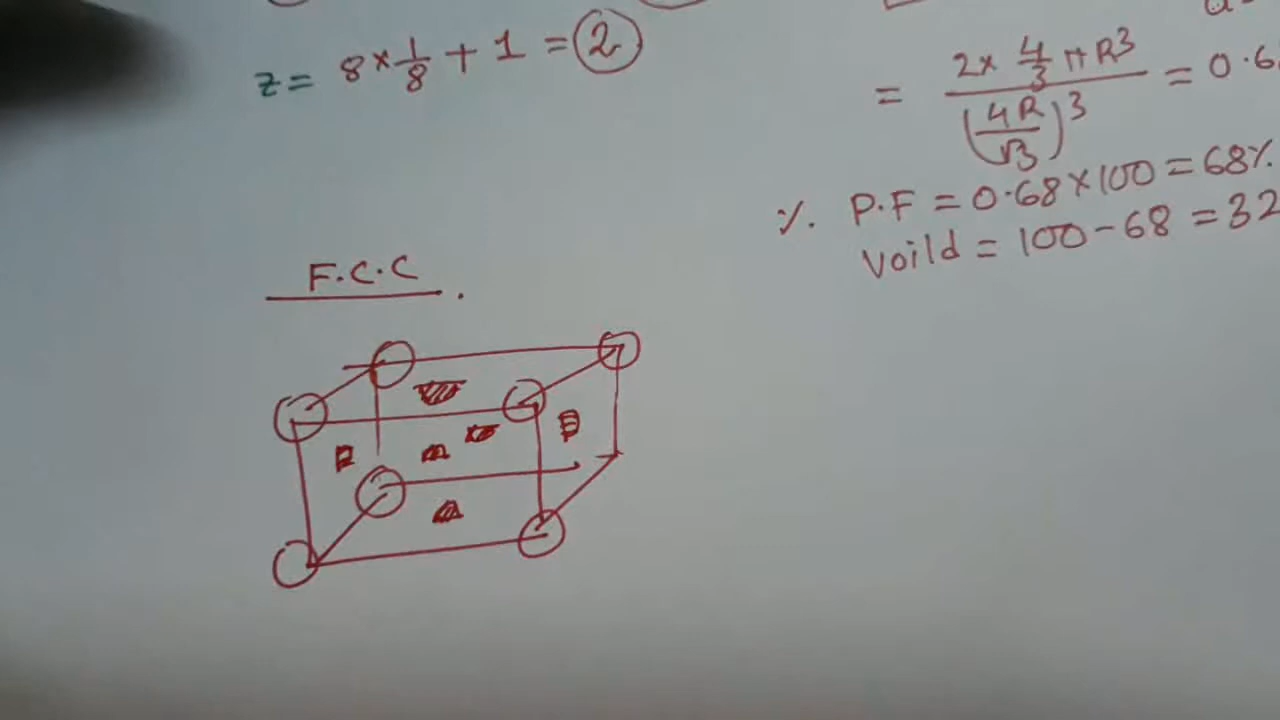 z = 8 × 1/8 + 1 = 2
= 2 × 4/3 π R³ / (4R/√3)³ = 0.6
% P.F = 0.68 × 100 = 68%
Voild = 100 - 68 = 32
F.C.C.